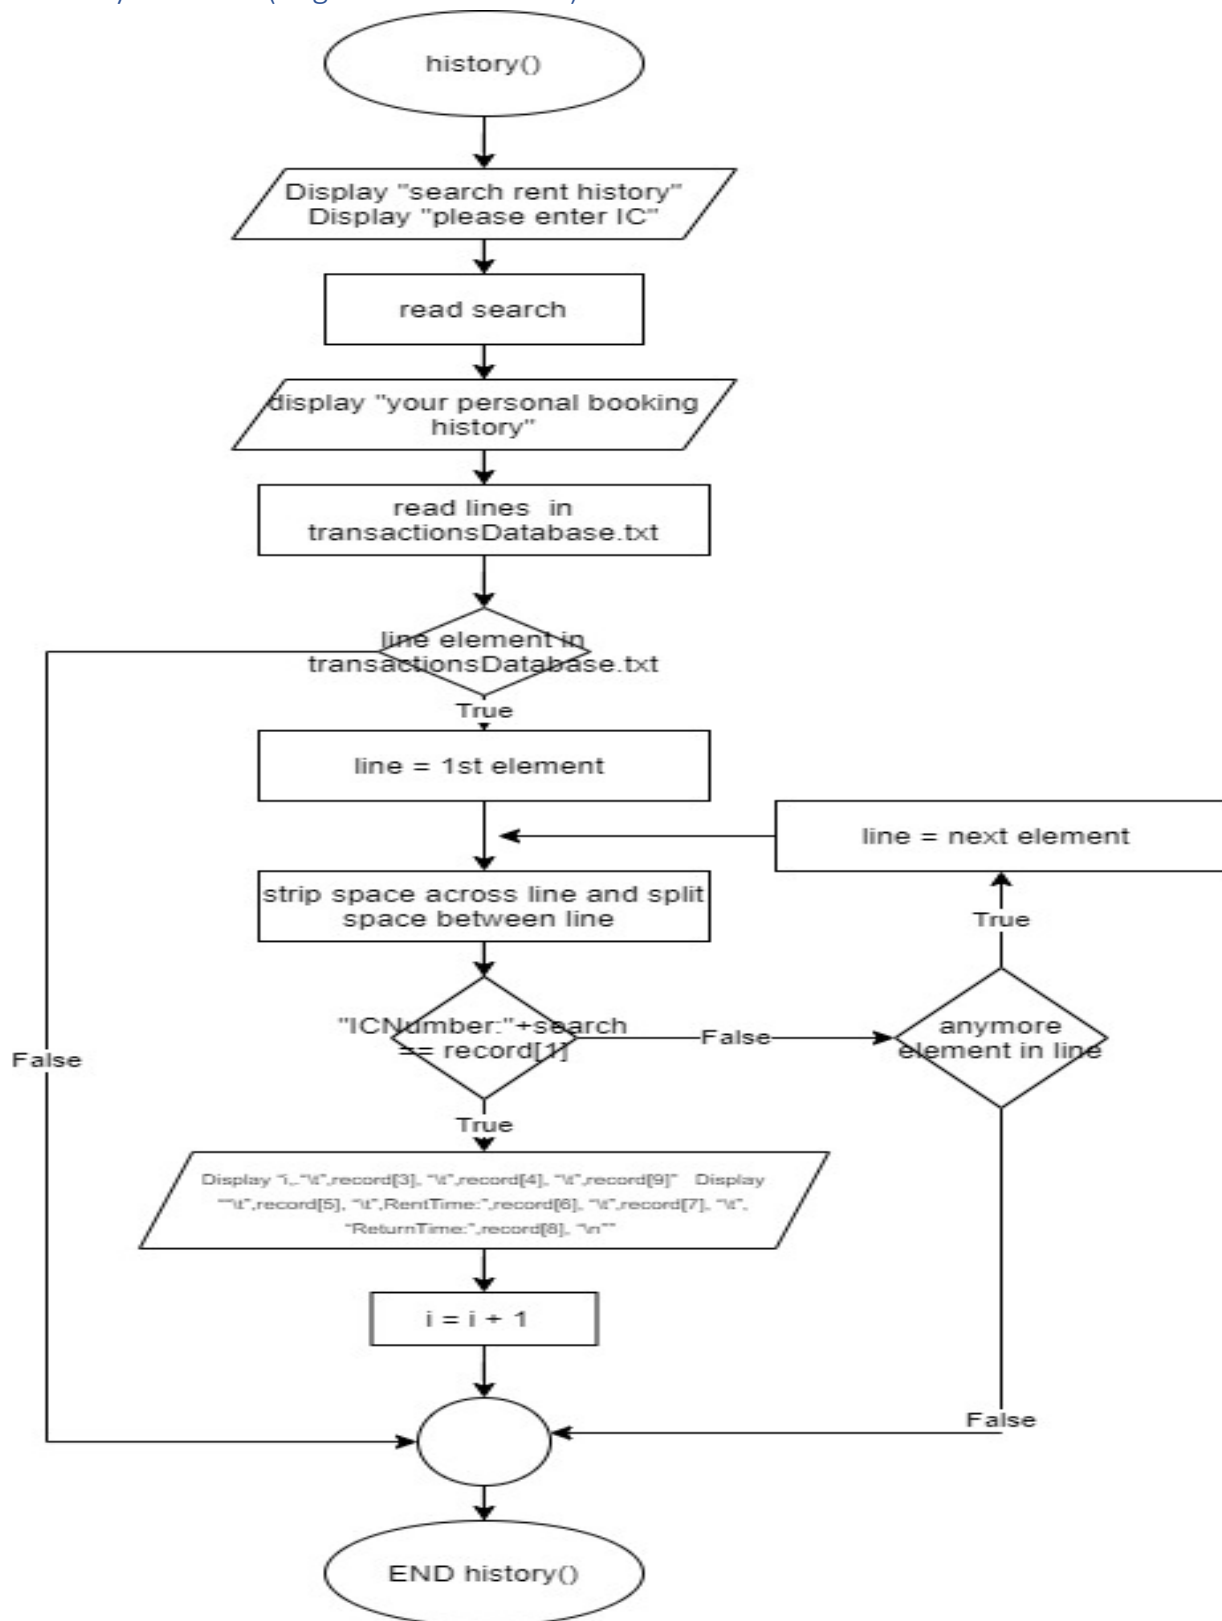 history()
Display "search rent history"
Display "please enter IC"
read search
display "your personal booking
history"
read lines in
transactionsDatabase.txt
line element in
transactionsDatabase.txt
True
line = 1st element
line = next element
strip space across line and split
space between line
True
"ICNumber:"+search
== record[1]
False
anymore
element in line
False
True
Display “i,.“\t”,record[3], “\t”,record[4], “\t”,record[9]” Display
““\t”,record[5], “\t”,RentTime:”,record[6], “\t”,record[7], “\t”,
“ReturnTime:”,record[8], “\n””
i = i + 1
False
END history()